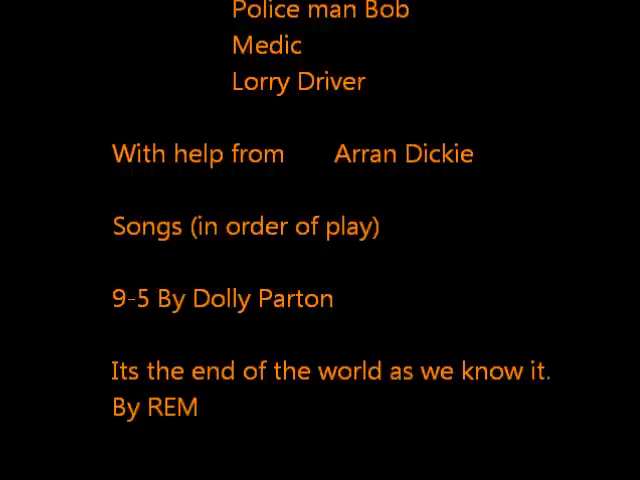 Police man Bob
Medic
Lorry Driver
With help from Arran Dickie
Songs (in order of play)
9-5 By Dolly Parton
Its the end of the world as we know it.
By REM